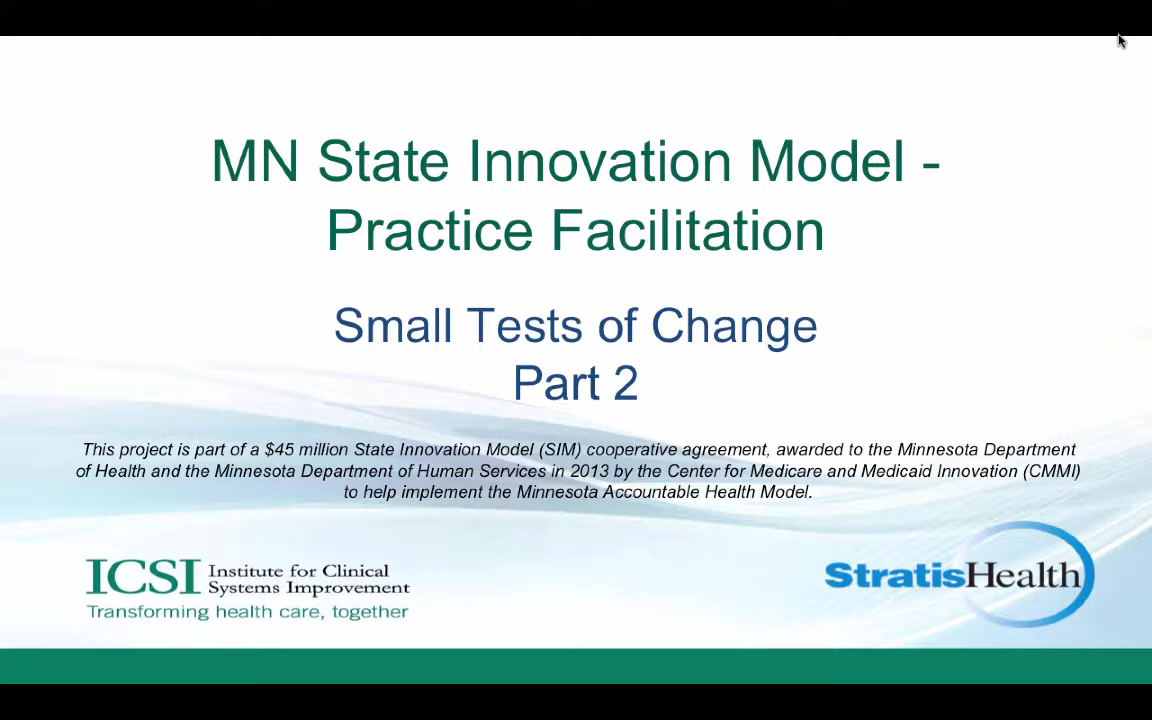 MN State Innovation Model -
Practice Facilitation
Small Tests of Change
Part 2
This project is part of a $45 million State Innovation Model (SIM) cooperative agreement, awarded to the Minnesota Department
of Health and the Minnesota Department of Human Services in 2013 by the Center for Medicare and Medicaid Innovation (CMMI)
to help implement the Minnesota Accountable Health Model.
ICSI Institute for Clinical
Systems Improvement
Transforming health care, together
StratisHealth